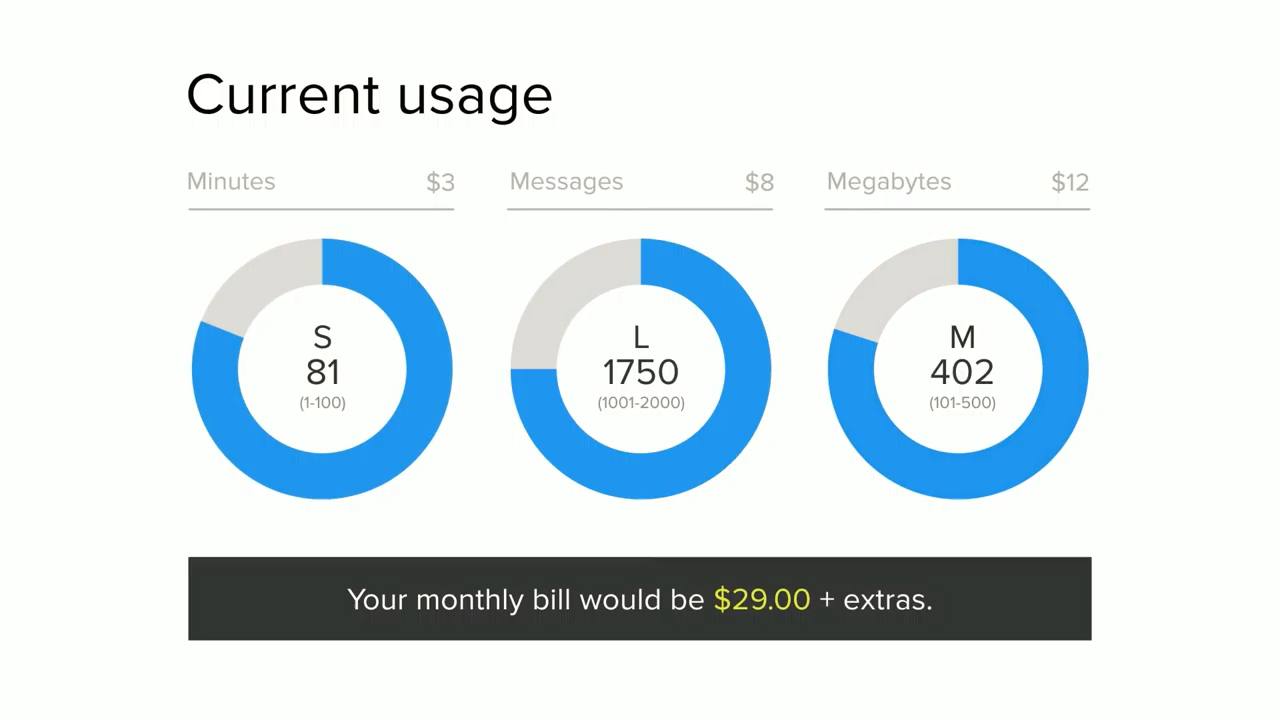 Current usage
Minutes $3
Messages $8
Megabytes $12
S
81
(1-100)
L
1750
(1001-2000)
M
402
(101-500)
Your monthly bill would be $29.00 + extras.